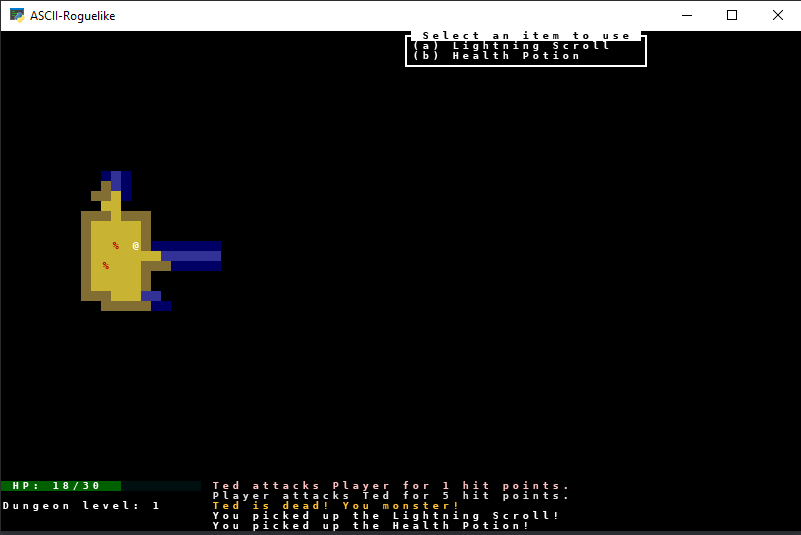 ASCII-Roguelike
Select an item to use
(a) Lightning Scroll
(b) Health Potion
% @
%
HP: 18/30
Ted attacks Player for 1 hit points.
Player attacks Ted for 5 hit points.
Dungeon level: 1
Ted is dead! You monster!
You picked up the Lightning Scroll!
You picked up the Health Potion!